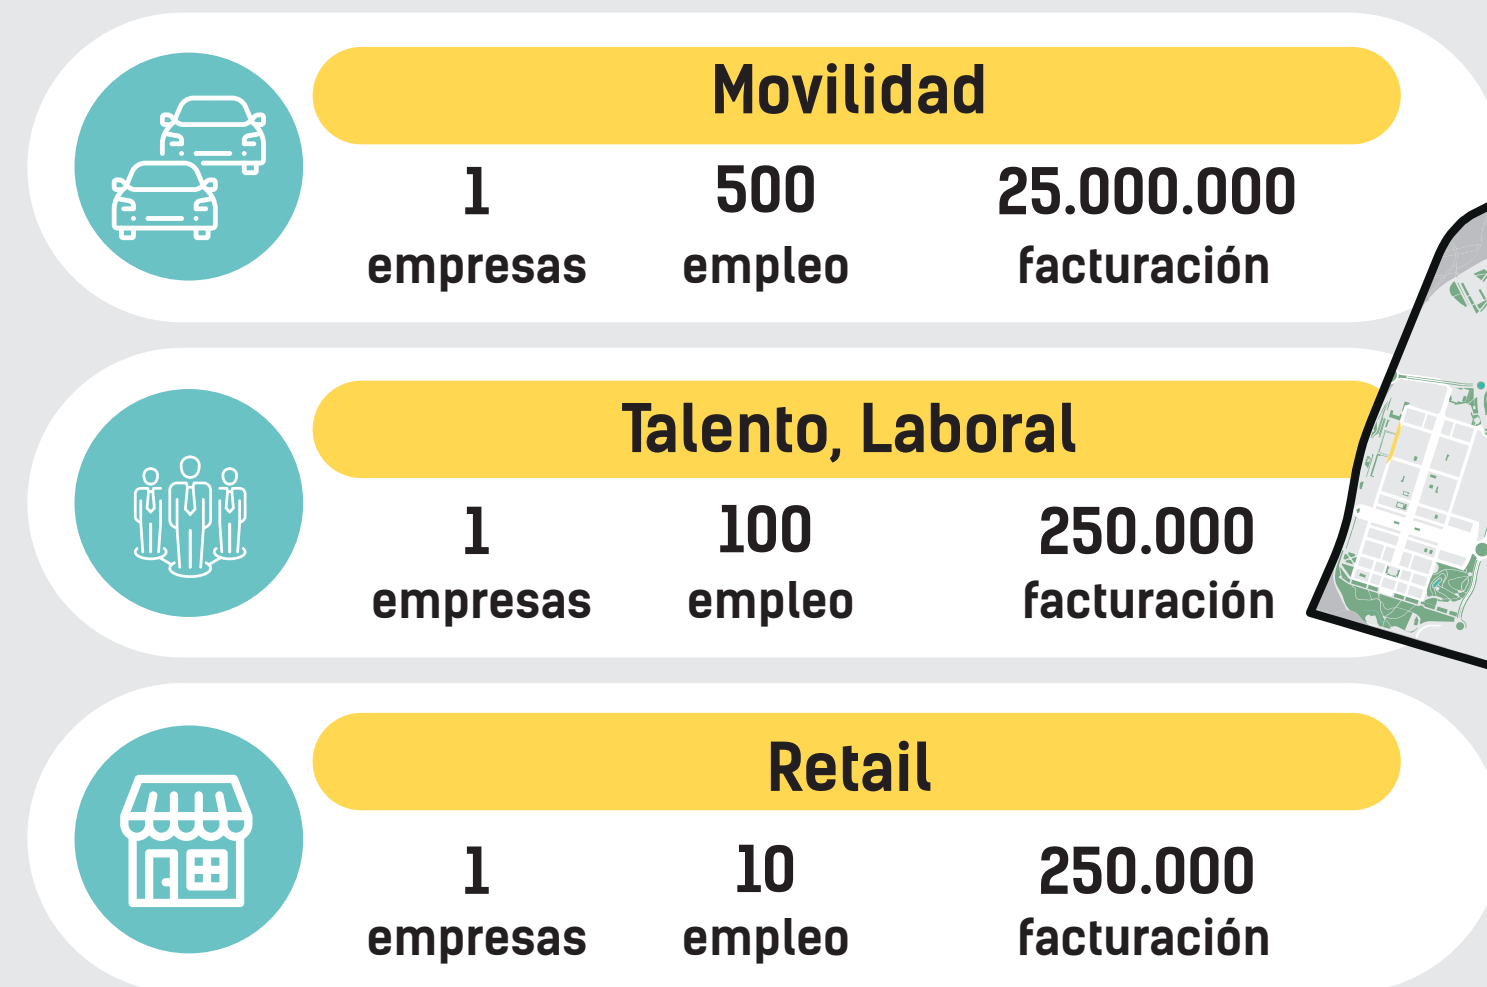 Movilidad
1 500 25.000.000
empresas empleo facturación
Talento, Laboral
1 100 250.000
empresas empleo facturación
Retail
1 10 250.000
empresas empleo facturación